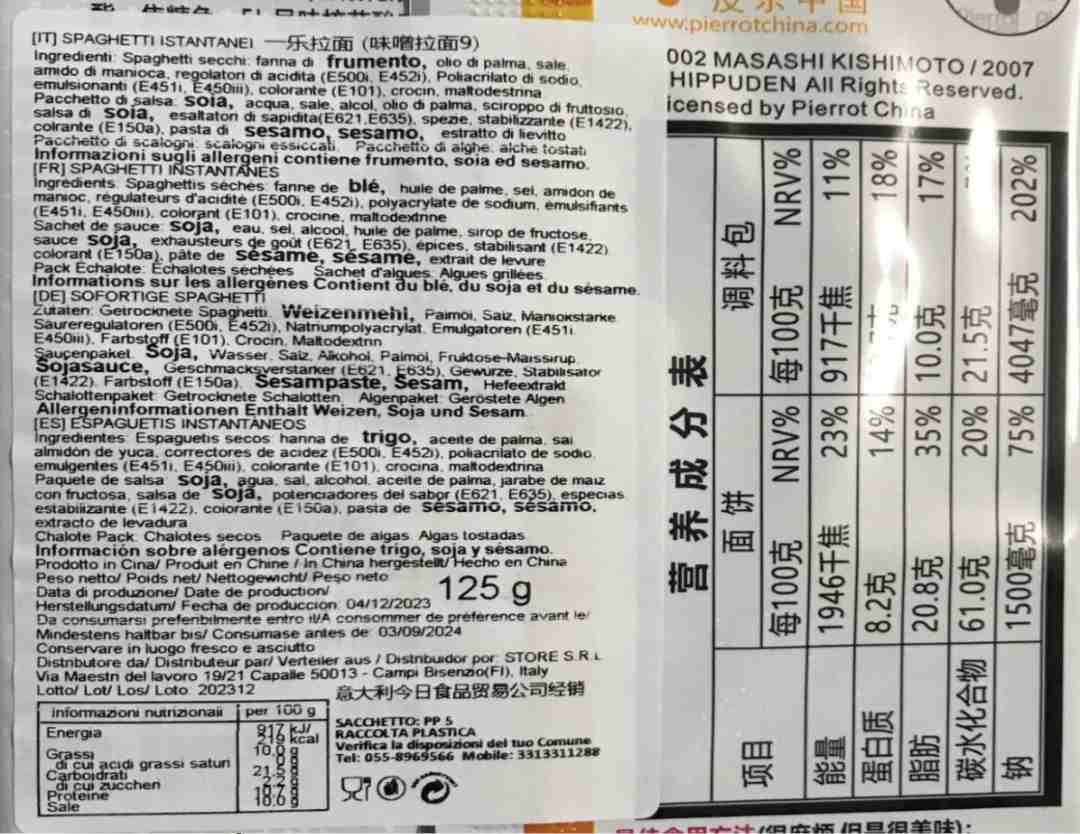 [IT] SPAGHETTI ISTANTANEI 一乐拉面 (味噌拉面9)
Ingredienti: Spaghetti secchi: farina di frumento, olio di palma, sale,
amido di manioca, regolatori di acidità (E500i, E452i), Poliacrilato di sodio,
emulsionanti (E451i, E450iii), colorante (E101), crocin, maltodestrina
Pacchetto di salsa: soia, acqua, sale, alcol, olio di palma, sciroppo di fruttosio,
salsa di soia, esaltatori di sapidita(E621,E635), spezie, stabilizzante (E1422),
colrante (E150a), pasta di sesamo, sesamo, estratto di lievitto
Pacchetto di scalogni: scalogni essiccati. Pacchetto di alghe: alche tostati
Informazioni sugli allergeni contiene frumento, soia ed sesamo.
[FR] SPAGHETTI INSTANTANÉS
Ingredients: Spaghettis séchés: farine de blé, huile de palme, sel, amidon de
manioc, régulateurs d'acidité (E500i, E452i), polyacrylate de sodium, émulsifiants
(E451i, E450iii), colorant (E101), crocine, maltodextrine
Sachet de sauce: soja, eau, sel, alcool, huile de palme, sirop de fructose,
sauce soja, exhausteurs de goût (E621, E635), épices, stabilisant (E1422)
colorant (E150a), pâte de sésame, sésame, extrait de levure
Pack Échalote: Échalotes séchées Sachet d'algues: Algues grillées
Informations sur les allergènes Contient du blé, du soja et du sésame.
[DE] SOFORTIGE SPAGHETTI
Zutaten: Getrocknete Spaghetti: Weizenmehl, Palmöl, Salz, Maniokstärke
Säureregulatoren (E500i, E452i), Natriumpolyacrylat, Emulgatoren (E451i
E450iii), Farbstoff (E101), Crocin, Maltodextrin
Sauçenpaket: Soja, Wasser, Salz, Alkohol, Palmöl, Fruktose-Maissirup
Sojasauce, Geschmacksverstärker (E621, E635), Gewürze, Stabilisator
(E1422), Farbstoff (E150a), Sesampaste, Sesam, Hefeextrakt
Schalottenpaket: Getrocknete Schalotten Algenpaket: Geröstete Algen
Allergeninformationen Enthält Weizen, Soja und Sesam.
[ES] ESPAGUETIS INSTANTÁNEOS
Ingredientes: Espaguetis secos: harina de trigo, aceite de palma, sal
almidón de yuca, correctores de acidez (E500i, E452i), poliacrilato de sodio,
emulgentes (E451i, E450iii), colorante (E101), crocina, maltodextrina
Paquete de salsa: soja, agua, sal, alcohol, aceite de palma, jarabe de maíz
con fructosa, salsa de soja, potenciadores del sabor (E621, E635), especias
estabilizante (E1422), colorante (E150a), pasta de sésamo, sésamo,
extracto de levadura
Chalote Pack: Chalotes secos Paquete de algas: Algas tostadas
Información sobre alérgenos Contiene trigo, soja y sésamo.
Prodotto in Cina/ Produit en Chine / In China hergestellt/ Hecho en China
Peso netto/ Poids net/ Nettogewicht/ Peso neto 125 g
Data di produzione/ Date de production/
Herstellungsdatum/ Fecha de producción: 04/12/2023
Da consumarsi preferibilmente entro il/A consommer de préférence avant le/
Mindestens haltbar bis/ Consumase antes de: 03/09/2024
Conservare in luogo fresco e asciutto
Distributore da/ Distributeur par/ Verteiler aus / Distribuidor por: STORE S.R.L
Via Maestri del lavoro 19/21 Capalle 50013 - Campi Bisenzio(FI), Italy
Lotto/ Lot/ Los/ Loto: 202312 意大利今日食品贸易公司经销
Informazioni nutrizionali per 100 g
Energia 917 kJ/ 219 kcal
Grassi 10.0 g
di cui acidi grassi saturi
Carboidrati 21.5 g
di cui zuccheri
Proteine
Sale
SACCHETTO: PP 5
RACCOLTA PLASTICA
Verifica la disposizioni del tuo Comune
Tel: 055-8969566 Mobile: 3313311288
www.pierrotchina.com
002 MASASHI KISHIMOTO / 2007
HIPPUDEN All Rights Reserved.
icensed by Pierrot China
营养成分表
面饼 调料包
项目 每100克 NRV% 每100克 NRV%
能量 1946千焦 23% 917千焦 11%
蛋白质 8.2克 14% 18%
脂肪 20.8克 35% 10.0克 17%
碳水化合物 61.0克 20% 21.5克
钠 1500毫克 75% 4047毫克 202%